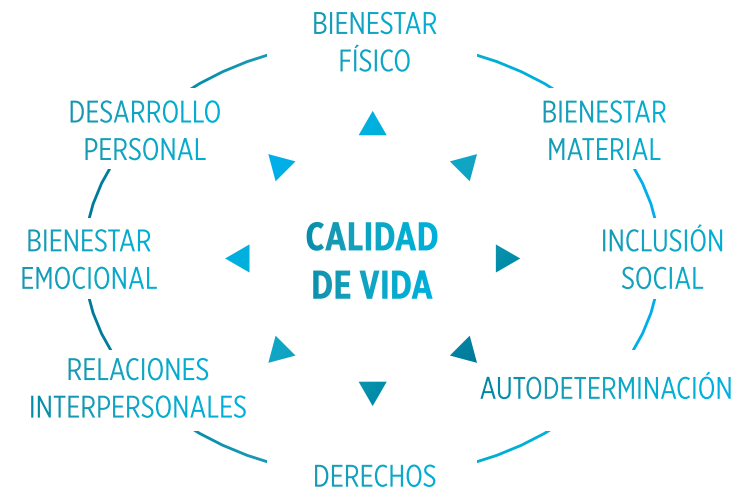 BIENESTAR
FÍSICO
DESARROLLO
PERSONAL
BIENESTAR
MATERIAL
BIENESTAR
EMOCIONAL
CALIDAD
DE VIDA
INCLUSIÓN
SOCIAL
RELACIONES
INTERPERSONALES
AUTODETERMINACIÓN
DERECHOS